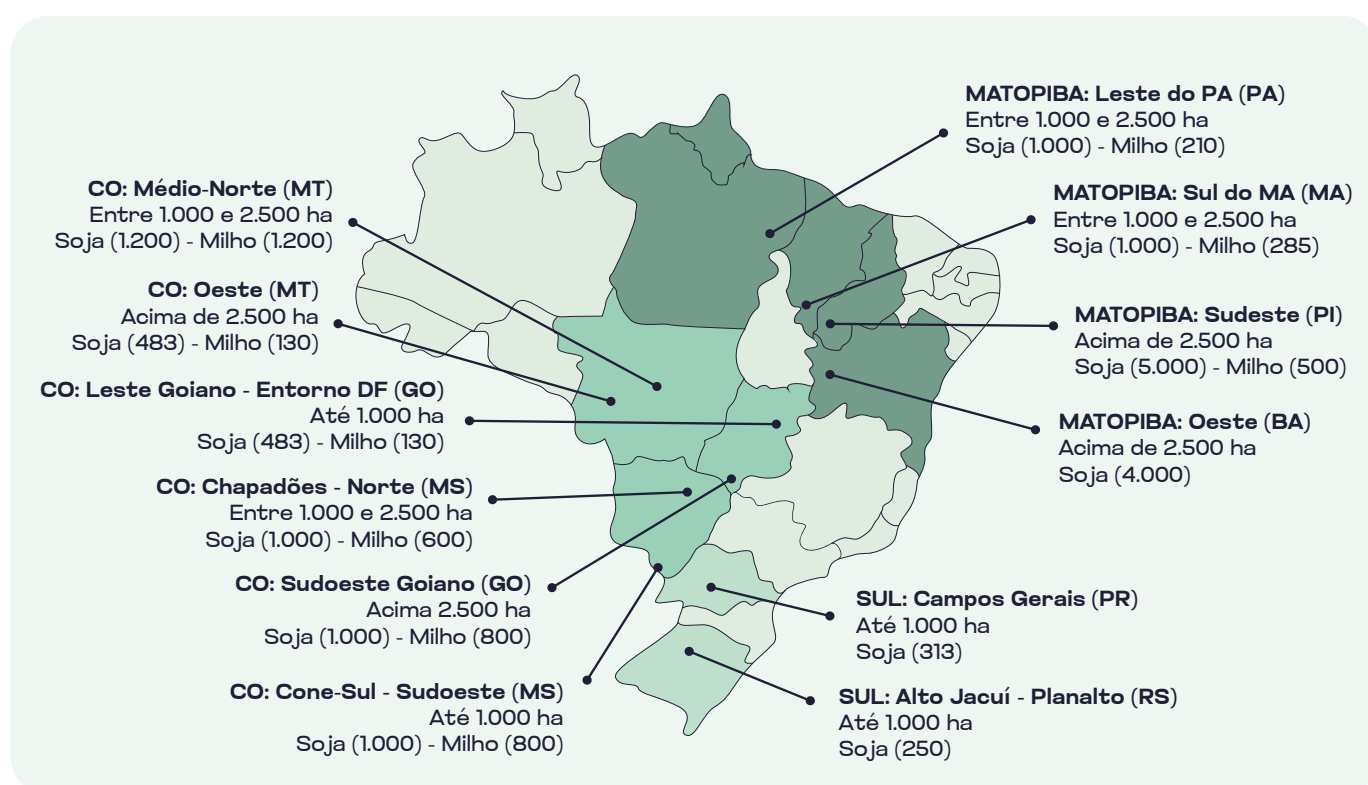 CO: Médio-Norte (MT)
Entre 1.000 e 2.500 ha
Soja (1.200) - Milho (1.200)
CO: Oeste (MT)
Acima de 2.500 ha
Soja (483) - Milho (130)
CO: Leste Goiano - Entorno DF (GO)
Até 1.000 ha
Soja (483) - Milho (130)
CO: Chapadões - Norte (MS)
Entre 1.000 e 2.500 ha
Soja (1.000) - Milho (600)
CO: Sudoeste Goiano (GO)
Acima 2.500 ha
Soja (1.000) - Milho (800)
CO: Cone-Sul - Sudoeste (MS)
Até 1.000 ha
Soja (1.000) - Milho (800)
MATOPIBA: Leste do PA (PA)
Entre 1.000 e 2.500 ha
Soja (1.000) - Milho (210)
MATOPIBA: Sul do MA (MA)
Entre 1.000 e 2.500 ha
Soja (1.000) - Milho (285)
MATOPIBA: Sudeste (PI)
Acima de 2.500 ha
Soja (5.000) - Milho (500)
MATOPIBA: Oeste (BA)
Acima de 2.500 ha
Soja (4.000)
SUL: Campos Gerais (PR)
Até 1.000 ha
Soja (313)
SUL: Alto Jacuí - Planalto (RS)
Até 1.000 ha
Soja (250)